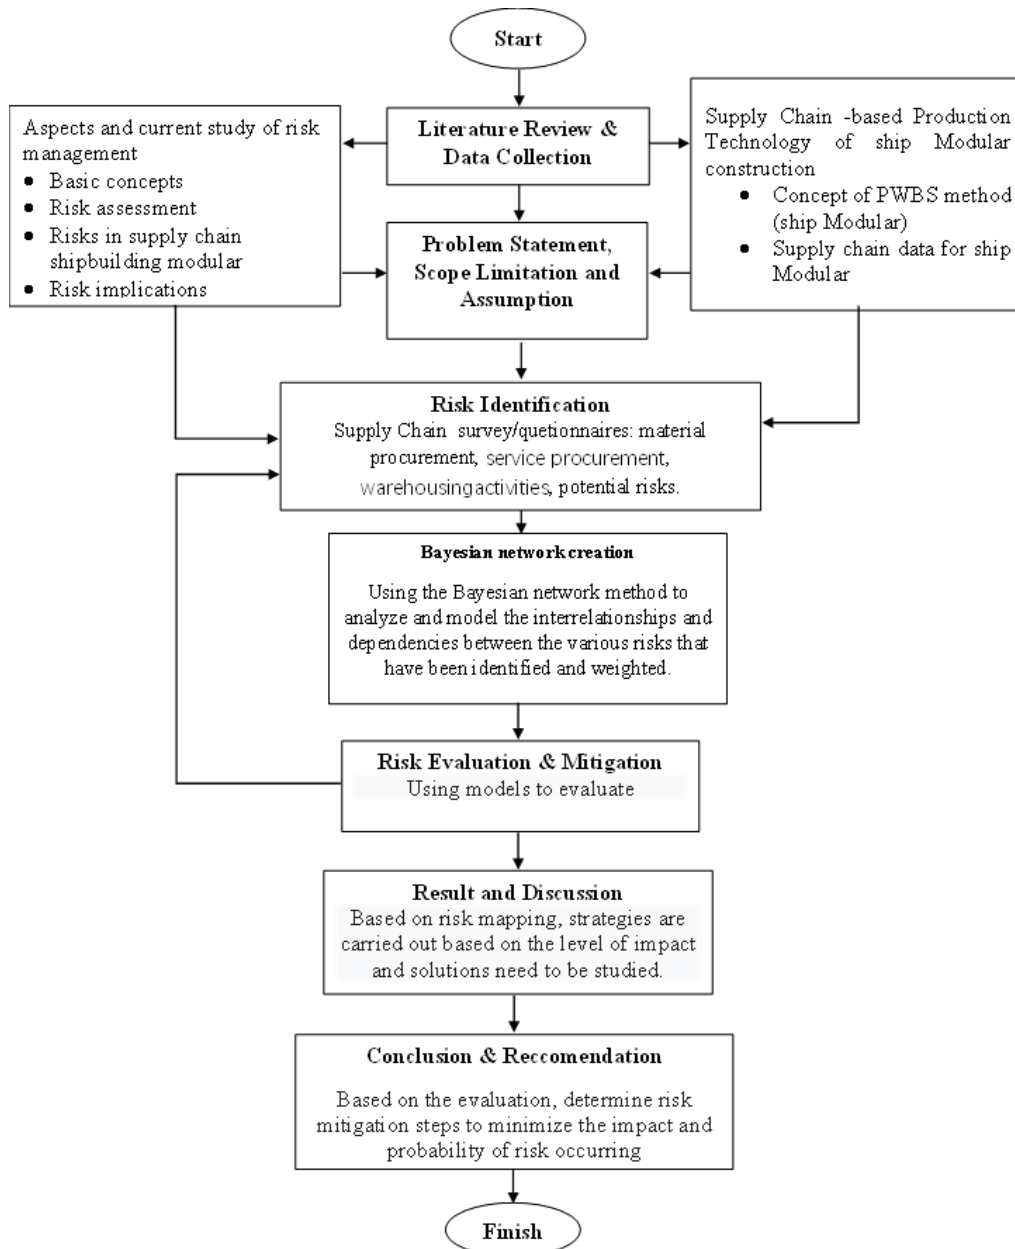 Start
Literature Review &
Data Collection
Aspects and current study of risk
management
● Basic concepts
● Risk assessment
● Risks in supply chain
shipbuilding modular
● Risk implications
Supply Chain -based Production
Technology of ship Modular
construction
● Concept of PWBS method
(ship Modular)
● Supply chain data for ship
Modular
Problem Statement,
Scope Limitation and
Assumption
Risk Identification
Supply Chain survey/quetionnaires: material
procurement, service procurement,
warehousingactivities, potential risks.
Bayesian network creation
Using the Bayesian network method to
analyze and model the interrelationships and
dependencies between the various risks that
have been identified and weighted.
Risk Evaluation & Mitigation
Using models to evaluate
Result and Discussion
Based on risk mapping, strategies are
carried out based on the level of impact
and solutions need to be studied.
Conclusion & Reccomendation
Based on the evaluation, determine risk
mitigation steps to minimize the impact and
probability of risk occurring
Finish